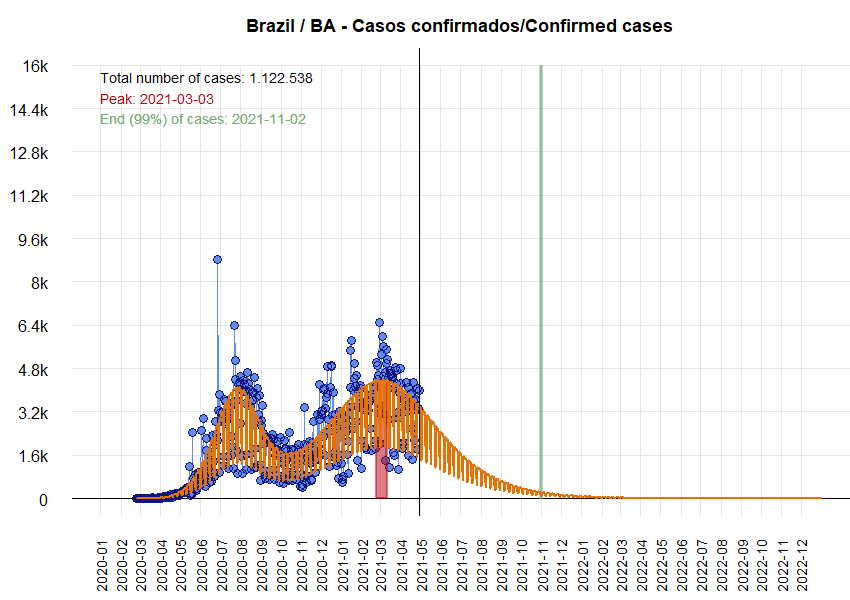 Brazil / BA - Casos confirmados/Confirmed cases
Total number of cases: 1.122.538
Peak: 2021-03-03
End (99%) of cases: 2021-11-02
16k
14.4k
12.8k
11.2k
9.6k
8k
6.4k
4.8k
3.2k
1.6k
0
2020-01
2020-02
2020-03
2020-04
2020-05
2020-06
2020-07
2020-08
2020-09
2020-10
2020-11
2020-12
2021-01
2021-02
2021-03
2021-04
2021-05
2021-06
2021-07
2021-08
2021-09
2021-10
2021-11
2021-12
2022-01
2022-02
2022-03
2022-04
2022-05
2022-06
2022-07
2022-08
2022-09
2022-10
2022-11
2022-12